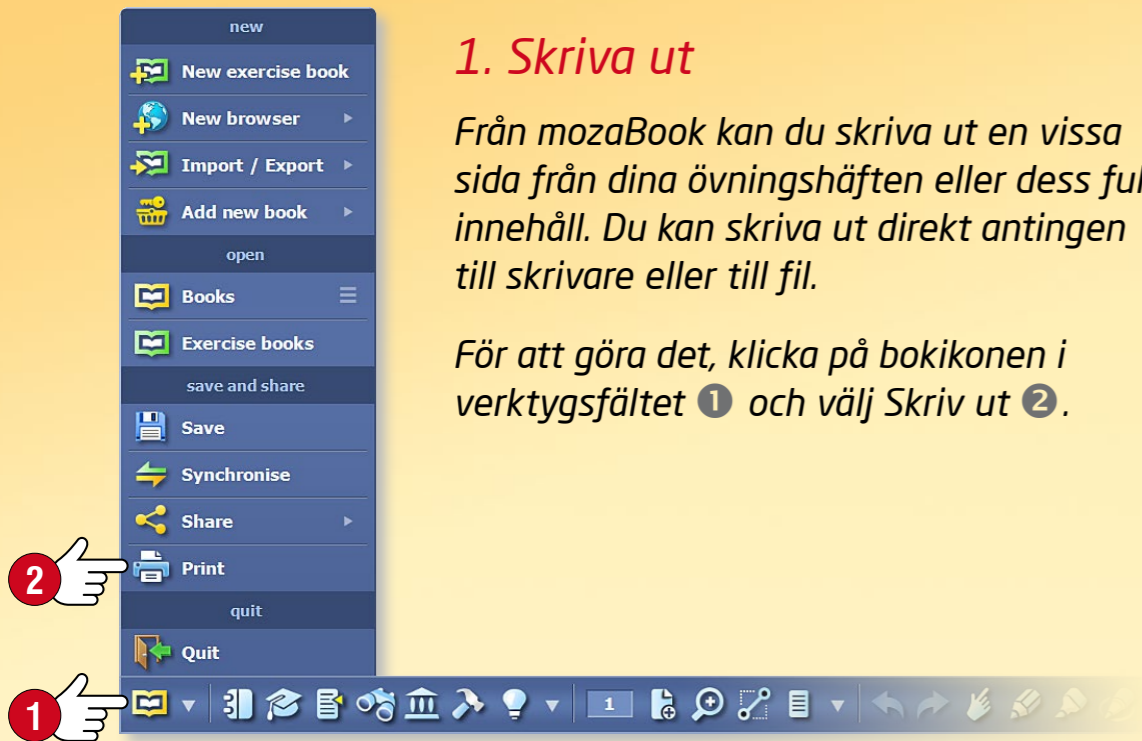 new
New exercise book
New browser
Import / Export
Add new book
open
Books
Exercise books
save and share
Save
Synchronise
Share
Print
quit
Quit
2
1
1
1. Skriva ut
Från mozaBook kan du skriva ut en vissa
sida från dina övningshäften eller dess ful
innehåll. Du kan skriva ut direkt antingen
till skrivare eller till fil.
För att göra det, klicka på bokikonen i
verktygsfältet ❶ och välj Skriv ut ❷.